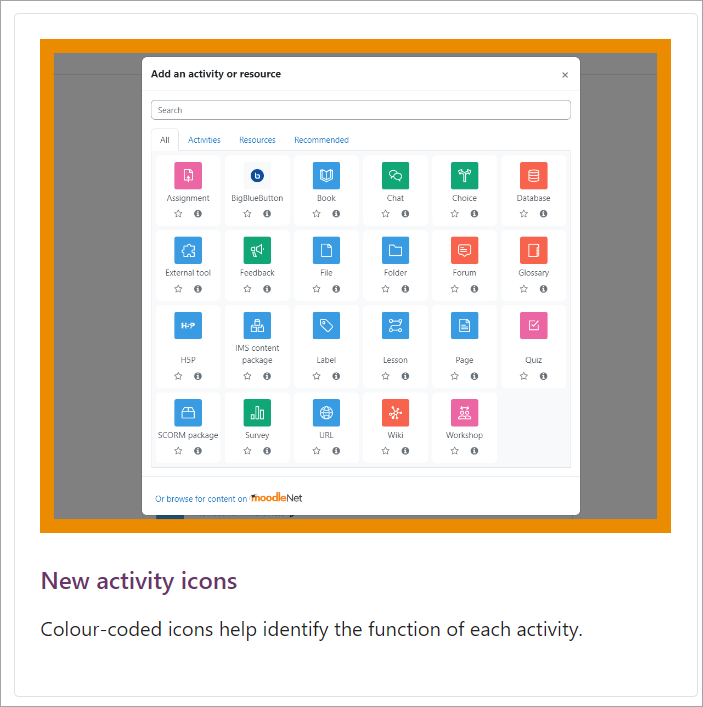 Add an activity or resource
Search
All Activities Resources Recommended
Assignment BigBlueButton Book Chat Choice Database
External tool Feedback File Folder Forum Glossary
H5P IMS content package Label Lesson Page Quiz
SCORM package Survey URL Wiki Workshop
Or browse for content on moodleNet
New activity icons
Colour-coded icons help identify the function of each activity.